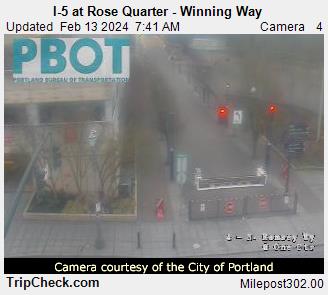 I-5 at Rose Quarter - Winning Way
Updated Feb 13 2024 7:41 AM Camera 4
PBOT
PORTLAND BUREAU OF TRANSPORTATION
Camera courtesy of the City of Portland
TripCheck.com Milepost302.00